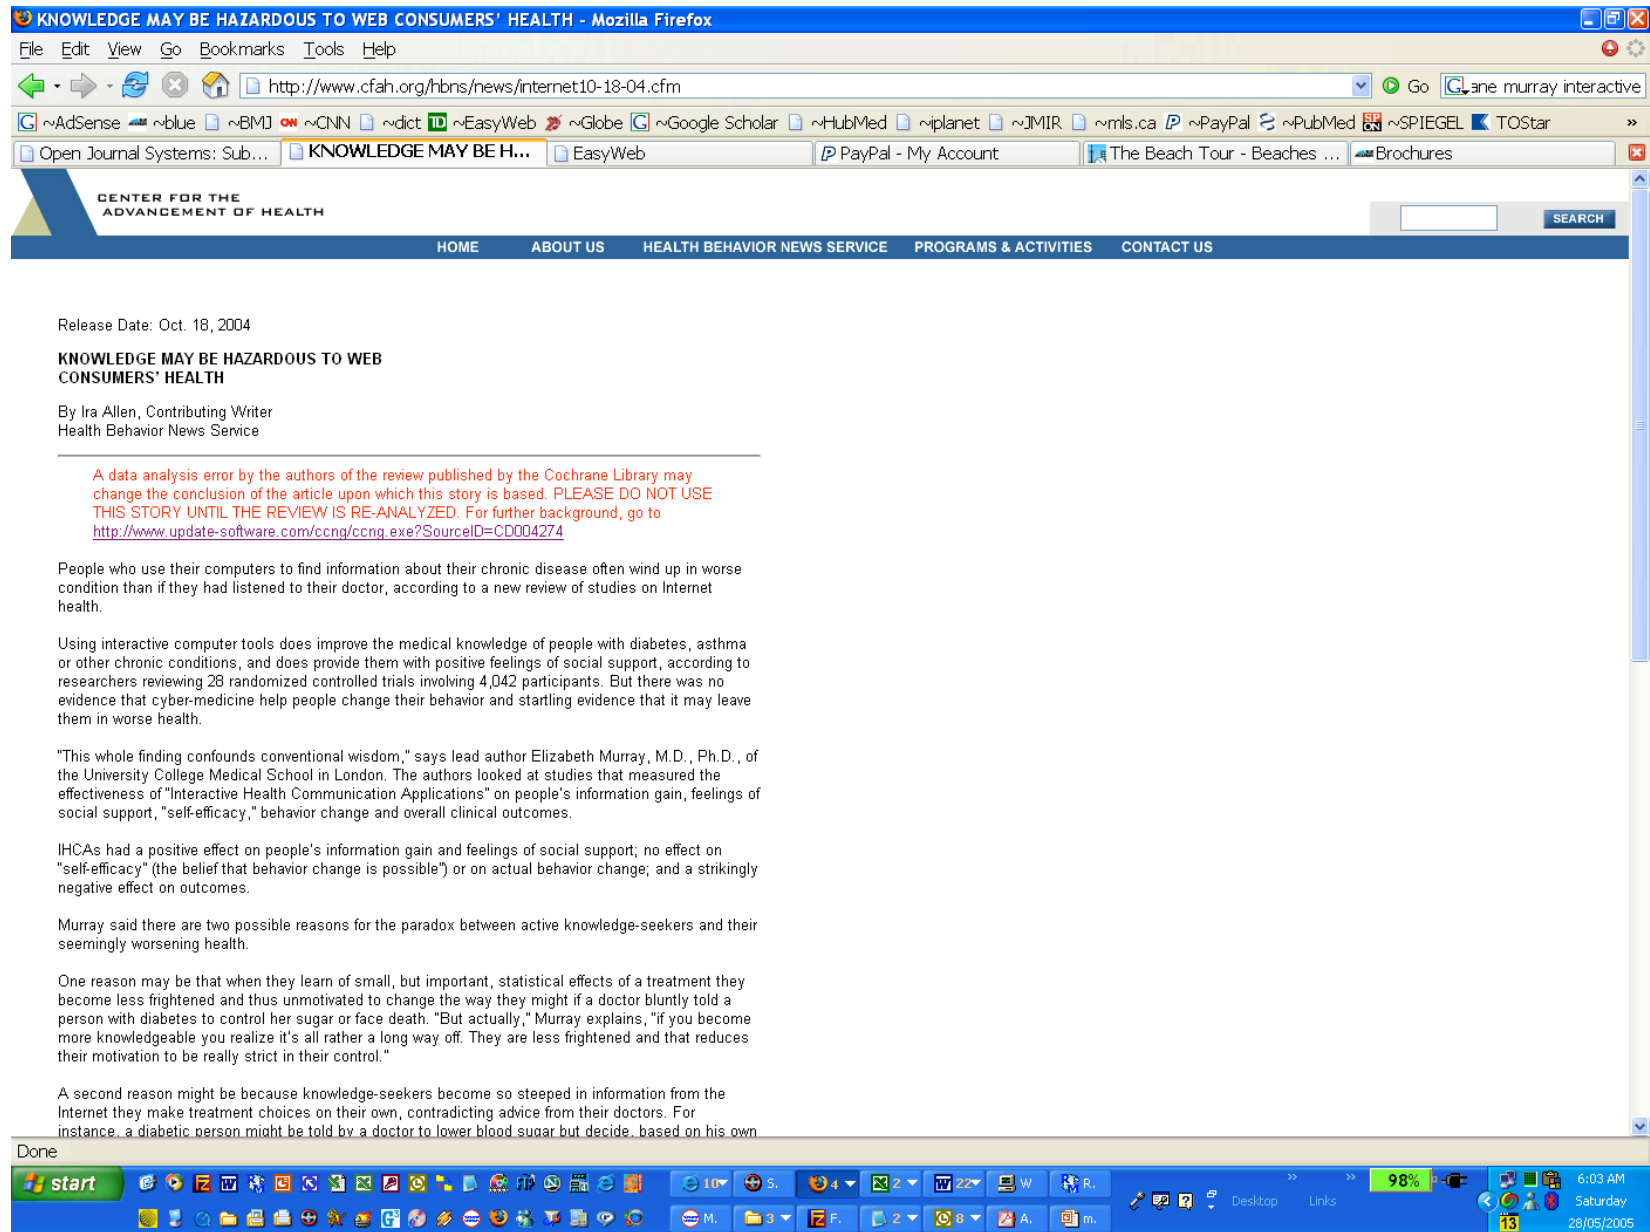 KNOWLEDGE MAY BE HAZARDOUS TO WEB CONSUMERS' HEALTH - Mozilla Firefox
File Edit View Go Bookmarks Tools Help
http://www.cfah.org/hbns/news/internet10-18-04.cfm Go ane murray interactive
~AdSense ~blue ~BMJ ~CNN ~dict ~EasyWeb ~Globe ~Google Scholar ~HubMed ~iplanet ~JMIR ~mls.ca ~PayPal ~PubMed ~SPIEGEL TOStar »
Open Journal Systems: Sub... KNOWLEDGE MAY BE H... EasyWeb PayPal - My Account The Beach Tour - Beaches ... Brochures
CENTER FOR THE
ADVANCEMENT OF HEALTH
SEARCH
HOME ABOUT US HEALTH BEHAVIOR NEWS SERVICE PROGRAMS & ACTIVITIES CONTACT US
Release Date: Oct. 18, 2004
KNOWLEDGE MAY BE HAZARDOUS TO WEB
CONSUMERS' HEALTH
By Ira Allen, Contributing Writer
Health Behavior News Service
A data analysis error by the authors of the review published by the Cochrane Library may
change the conclusion of the article upon which this story is based. PLEASE DO NOT USE
THIS STORY UNTIL THE REVIEW IS RE-ANALYZED. For further background, go to
http://www.update-software.com/ccng/ccng.exe?SourceID=CD004274
People who use their computers to find information about their chronic disease often wind up in worse
condition than if they had listened to their doctor, according to a new review of studies on Internet
health.
Using interactive computer tools does improve the medical knowledge of people with diabetes, asthma
or other chronic conditions, and does provide them with positive feelings of social support, according to
researchers reviewing 28 randomized controlled trials involving 4,042 participants. But there was no
evidence that cyber-medicine help people change their behavior and startling evidence that it may leave
them in worse health.
"This whole finding confounds conventional wisdom," says lead author Elizabeth Murray, M.D., Ph.D., of
the University College Medical School in London. The authors looked at studies that measured the
effectiveness of "Interactive Health Communication Applications" on people's information gain, feelings of
social support, "self-efficacy," behavior change and overall clinical outcomes.
IHCAs had a positive effect on people's information gain and feelings of social support; no effect on
"self-efficacy" (the belief that behavior change is possible") or on actual behavior change; and a strikingly
negative effect on outcomes.
Murray said there are two possible reasons for the paradox between active knowledge-seekers and their
seemingly worsening health.
One reason may be that when they learn of small, but important, statistical effects of a treatment they
become less frightened and thus unmotivated to change the way they might if a doctor bluntly told a
person with diabetes to control her sugar or face death. "But actually," Murray explains, "if you become
more knowledgeable you realize it's all rather a long way off. They are less frightened and that reduces
their motivation to be really strict in their control."
A second reason might be because knowledge-seekers become so steeped in information from the
Internet they make treatment choices on their own, contradicting advice from their doctors. For
instance, a diabetic person might be told by a doctor to lower blood sugar but decide, based on his own
Done
start 10 S. 4 2 22 W R. Desktop » Links » 98% 6:03 AM
M. 3 F. 2 8 A. m. Saturday
13 28/05/2005